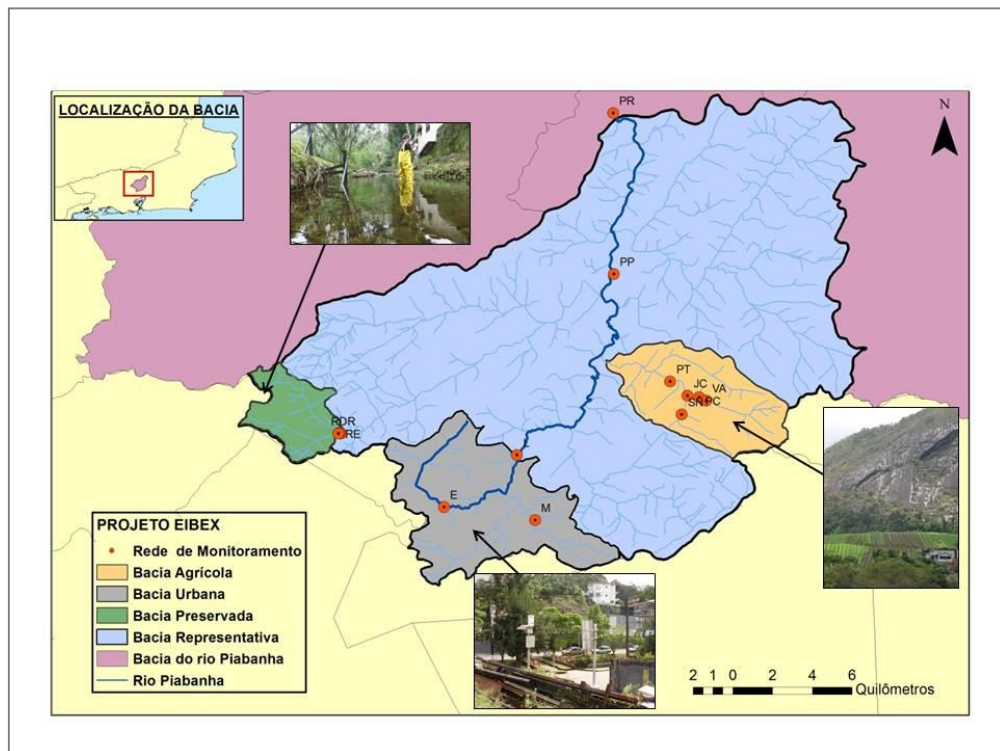 LOCALIZAÇÃO DA BACIA
N
PR
PP
PT
JC
VA
SR
PC
RDR
RE
E
M
PROJETO EIBEX
Rede de Monitoramento
Bacia Agrícola
Bacia Urbana
Bacia Preservada
Bacia Representativa
Bacia do rio Piabanha
Rio Piabanha
2 1 0 2 4 6
Quilômetros